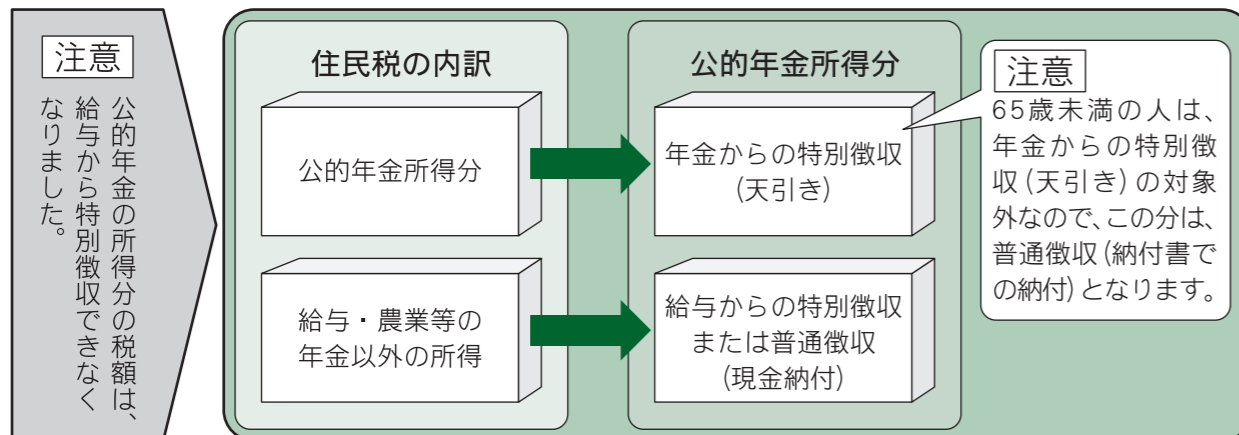 注意
公的年金の所得分の税額は、
給与から特別徴収できなく
なりました。
住民税の内訳
公的年金所得分
給与・農業等の
年金以外の所得
公的年金所得分
年金からの特別徴収
(天引き)
給与からの特別徴収
または普通徴収
(現金納付)
注意
65歳未満の人は、
年金からの特別徴
収(天引き)の対象
外なので、この分は、
普通徴収(納付書で
の納付)となります。